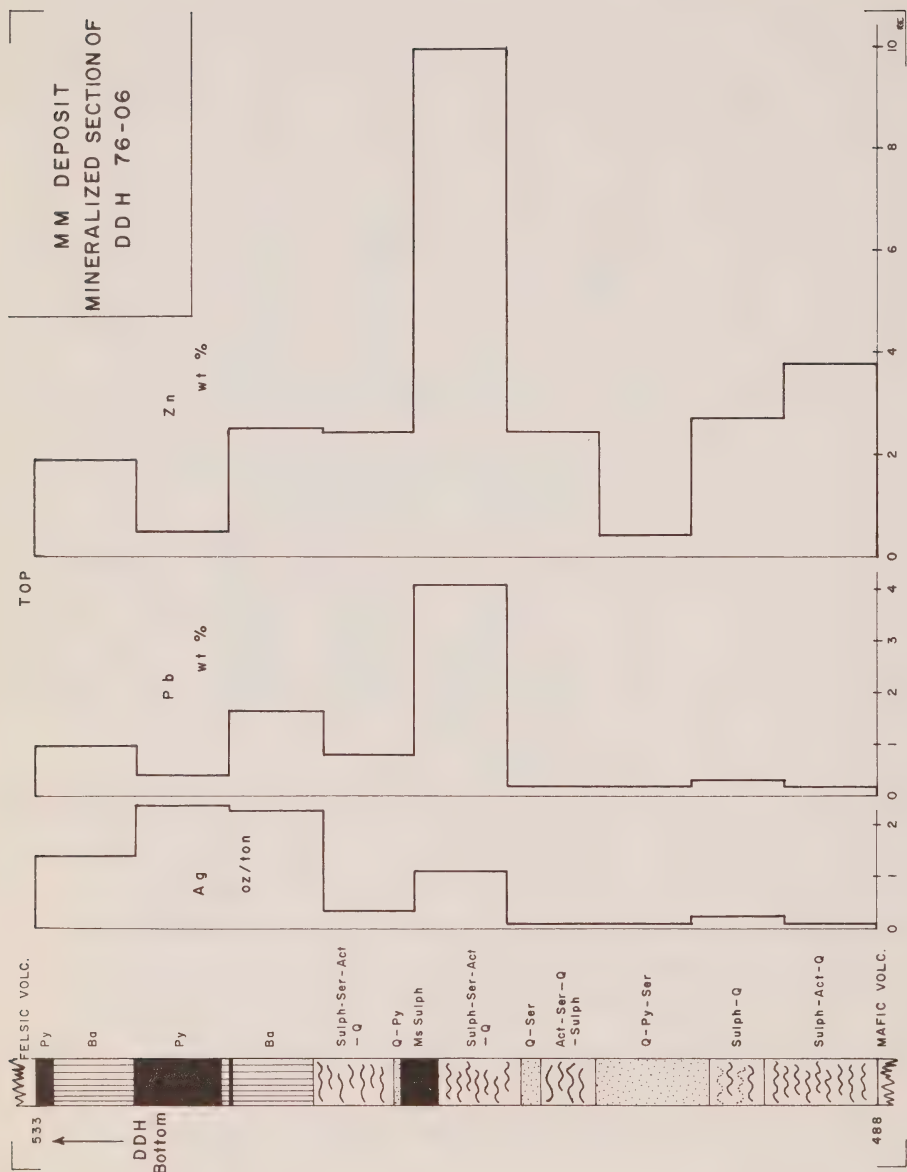 MM DEPOSIT
MINERALIZED SECTION OF
DDH 76-06
TOP
Zn
wt %
0
2
4
6
8
10
Pb
wt %
0
1
2
3
4
Ag
oz/ton
0
1
2
FELSIC VOLC.
Py
Ba
Py
Ba
Sulph-Ser-Act
-Q
Q-Py
Ms Sulph
Sulph-Ser-Act
-Q
Q-Ser
Act-Ser-Q
-Sulph
Q-Py-Ser
Sulph-Q
Sulph-Act-Q
MAFIC VOLC.
533
DDH
Bottom
488